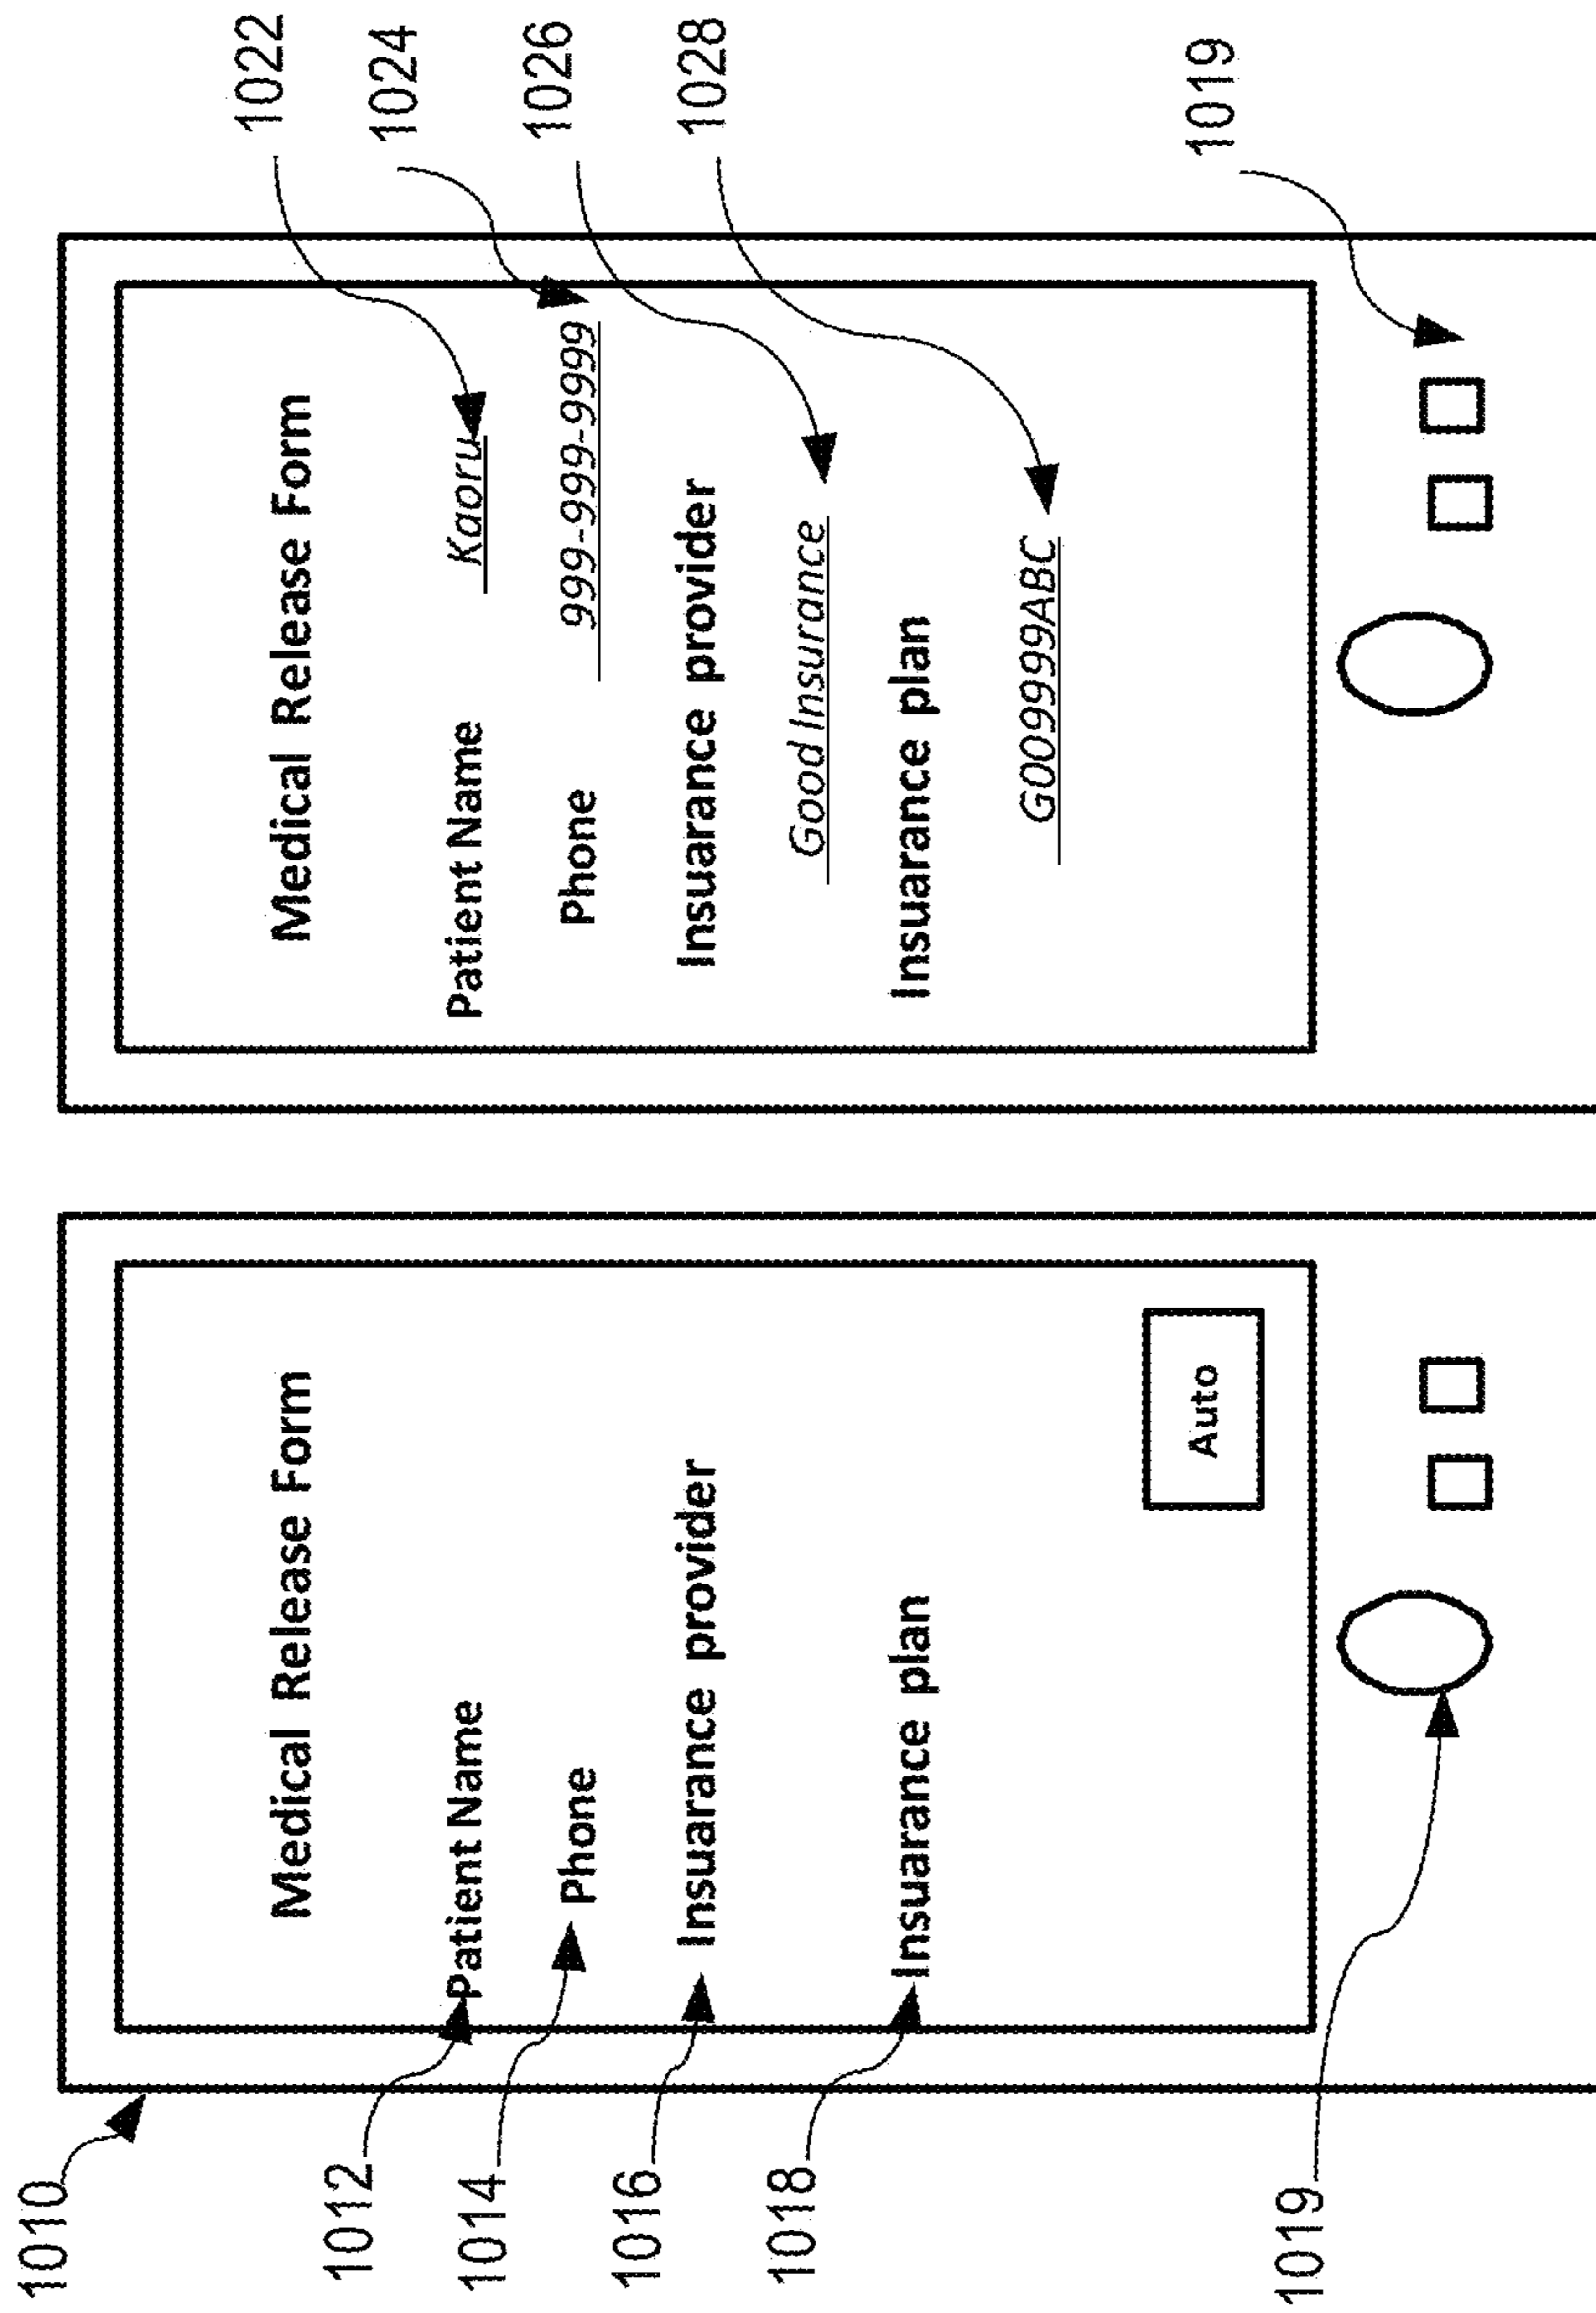 1010
Medical Release Form
1012
Patient Name
1014
Phone
1016
Insuarance provider
1018
Insuarance plan
Auto
1019
Medical Release Form
1022
Patient Name Kaoru
1024
Phone 999-999-9999
1026
Insuarance provider
Good Insurance
1028
Insuarance plan
G009999ABC
1019